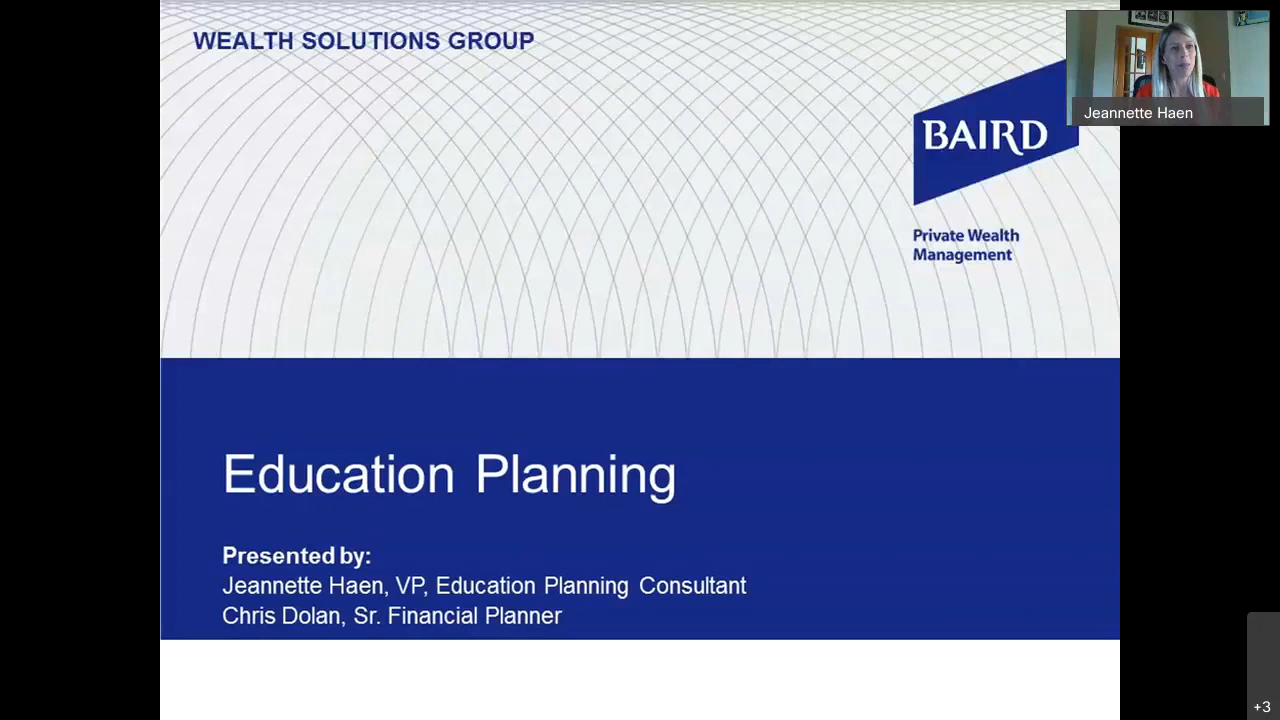 WEALTH SOLUTIONS GROUP
Jeannette Haen
BAIRD
Private Wealth
Management
Education Planning
Presented by:
Jeannette Haen, VP, Education Planning Consultant
Chris Dolan, Sr. Financial Planner
+3